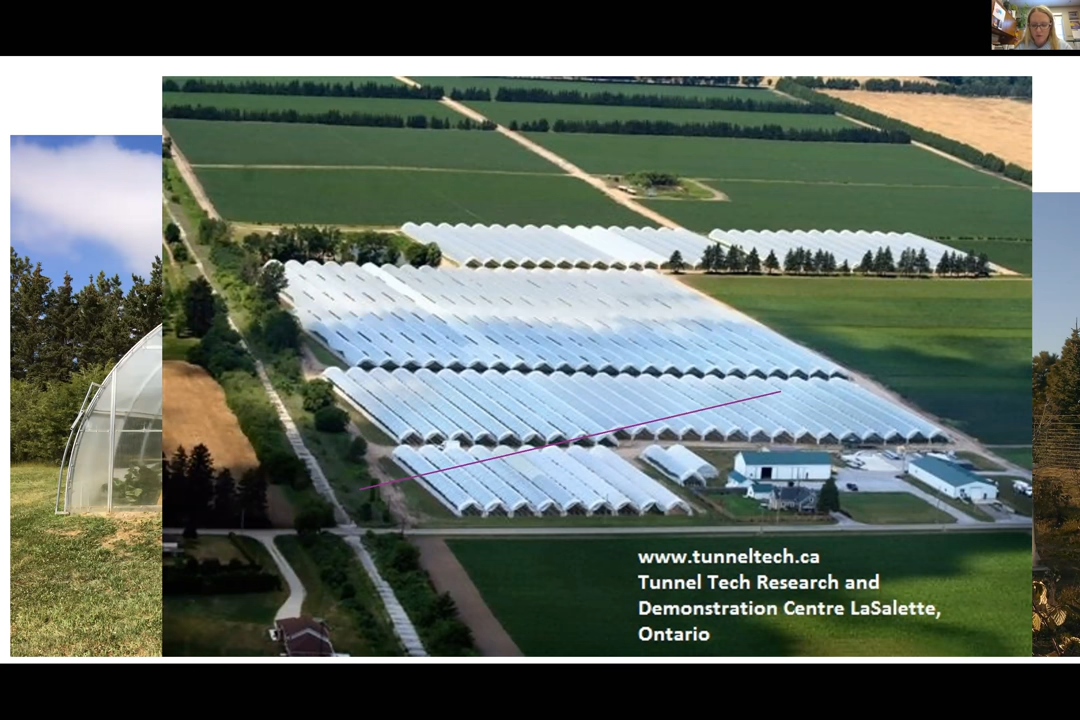 www.tunneltech.ca
Tunnel Tech Research and
Demonstration Centre LaSalette,
Ontario